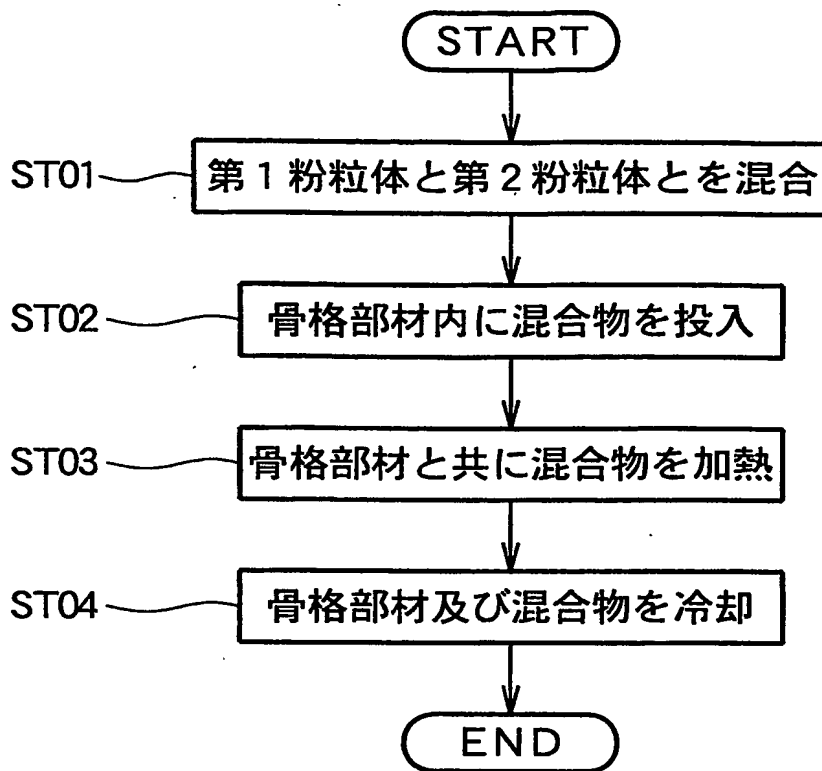 START
ST01 第１粉粒体と第２粉粒体とを混合
ST02 骨格部材内に混合物を投入
ST03 骨格部材と共に混合物を加熱
ST04 骨格部材及び混合物を冷却
END